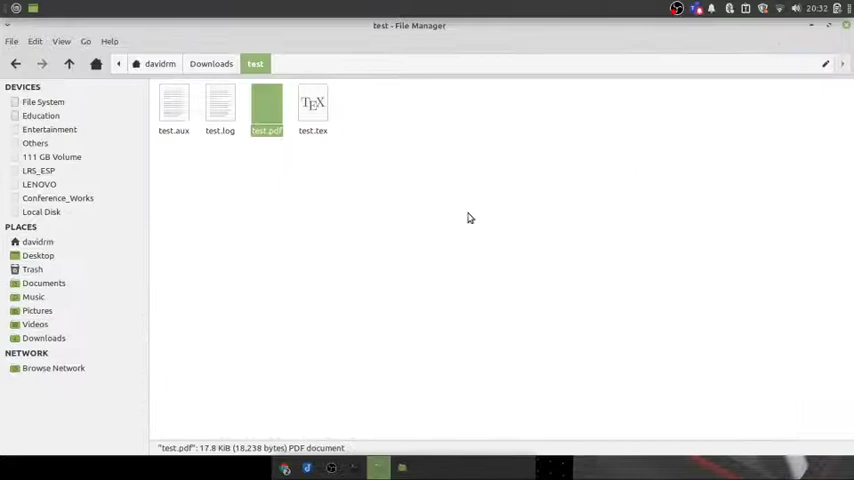 20:32
test - File Manager
File Edit View Go Help
davidrm Downloads test
DEVICES
File System
Education
Entertainment
Others
111 GB Volume
LRS_ESP
LENOVO
Conference_Works
Local Disk
PLACES
davidrm
Desktop
Trash
Documents
Music
Pictures
Videos
Downloads
NETWORK
Browse Network
TEX
test.aux test.log test.pdf test.tex
"test.pdf": 17.8 KiB (18,238 bytes) PDF document